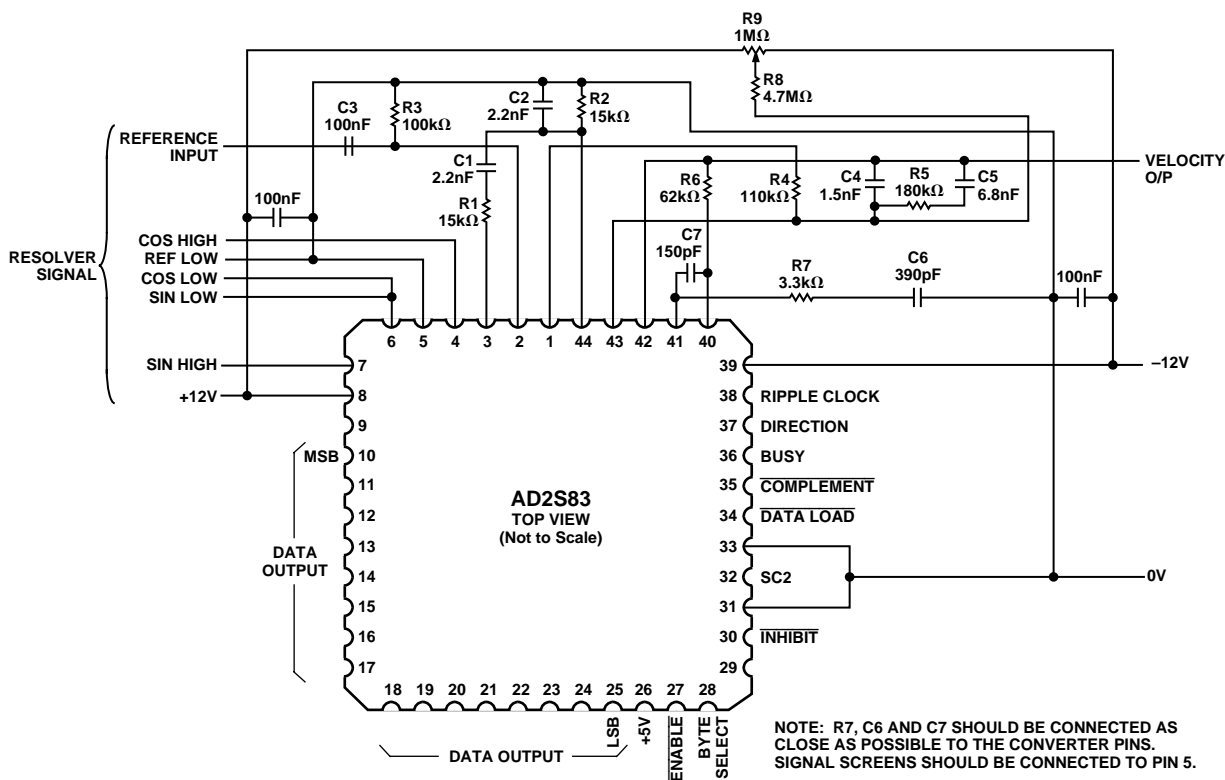 R9
1MΩ
R8
4.7MΩ
C3
100nF
R3
100kΩ
C2
2.2nF
R2
15kΩ
REFERENCE
INPUT
C1
2.2nF
R1
15kΩ
R6
62kΩ
R4
110kΩ
C4
1.5nF
R5
180kΩ
C5
6.8nF
VELOCITY
O/P
100nF
C7
150pF
R7
3.3kΩ
C6
390pF
100nF
RESOLVER
SIGNAL
COS HIGH
REF LOW
COS LOW
SIN LOW
SIN HIGH
+12V
6 5 4 3 2 1 44 43 42 41 40
7
8
9
MSB 10
11
12
13
14
15
16
17
DATA
OUTPUT
AD2S83
TOP VIEW
(Not to Scale)
39
–12V
38 RIPPLE CLOCK
37 DIRECTION
36 BUSY
35 COMPLEMENT
34 DATA LOAD
33
32 SC2
31
30 INHIBIT
29
0V
18 19 20 21 22 23 24 25 26 27 28
LSB
+5V
ENABLE
BYTE
SELECT
DATA OUTPUT
NOTE: R7, C6 AND C7 SHOULD BE CONNECTED AS
CLOSE AS POSSIBLE TO THE CONVERTER PINS.
SIGNAL SCREENS SHOULD BE CONNECTED TO PIN 5.